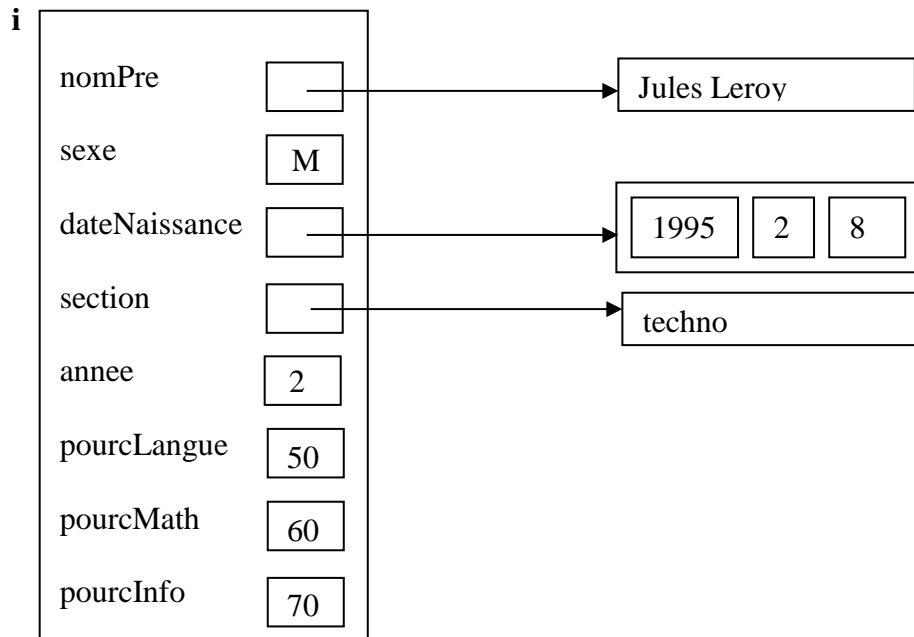 i
nomPre
Jules Leroy
sexe M
dateNaissance
1995 2 8
section
techno
annee 2
pourcLangue 50
pourcMath 60
pourcInfo 70